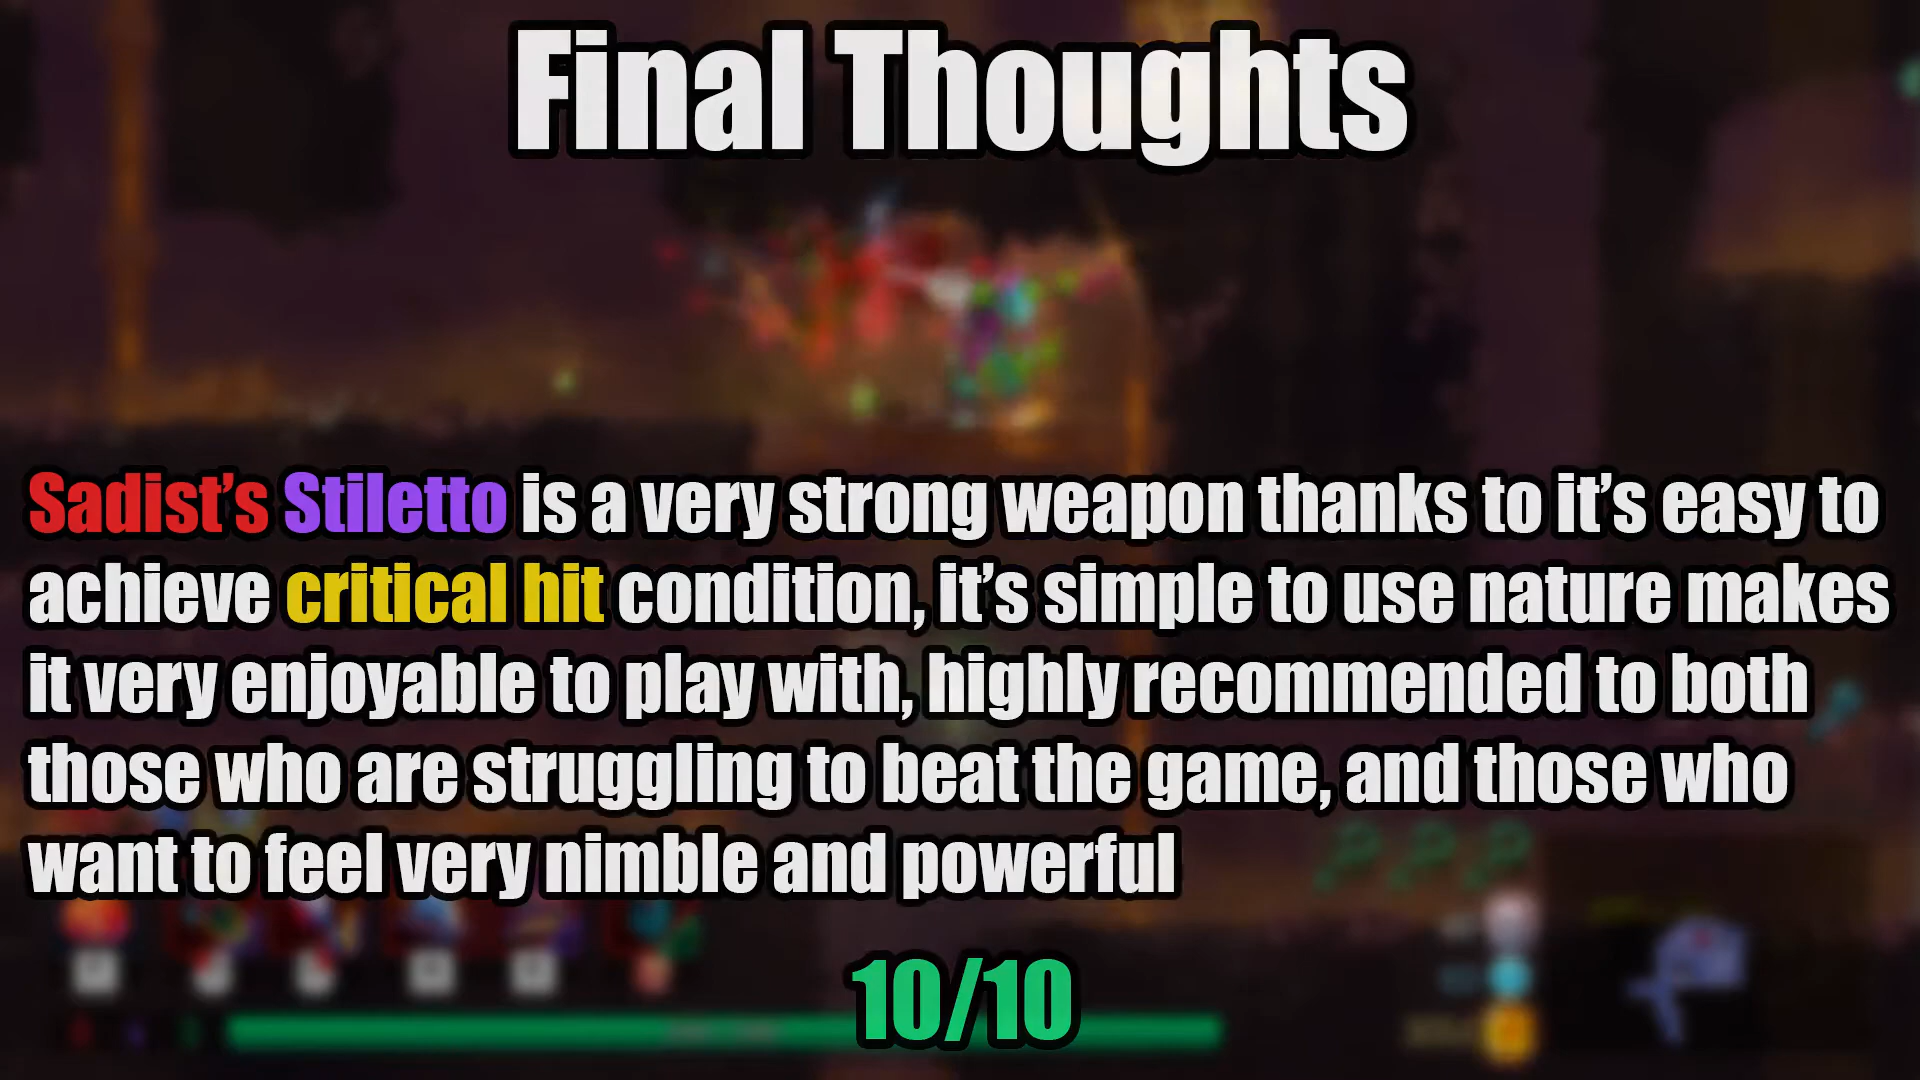 Final Thoughts
Sadist’s Stiletto is a very strong weapon thanks to it’s easy to
achieve critical hit condition, it’s simple to use nature makes
it very enjoyable to play with, highly recommended to both
those who are struggling to beat the game, and those who
want to feel very nimble and powerful
10/10